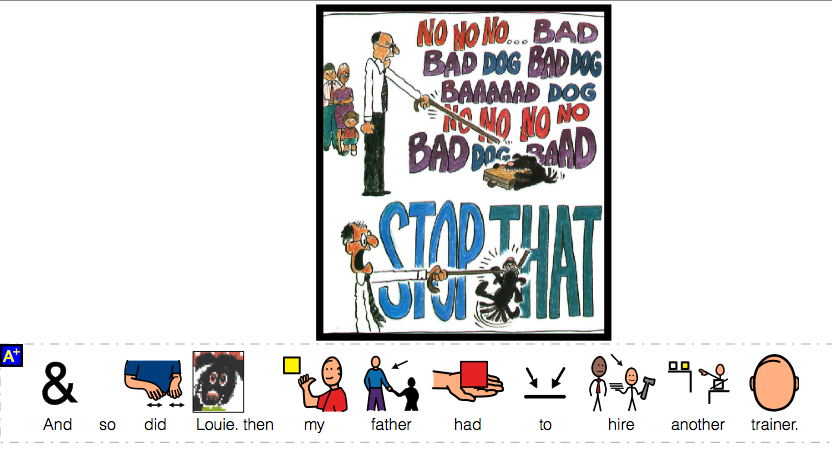 NO NO NO... BAD
BAD DOG BAD DOG
BAAAAAD DOG
NO NO NO NO
BAD DOG BAAD
STOP THAT
A+
&
And so did Louie. then my father had to hire another trainer.